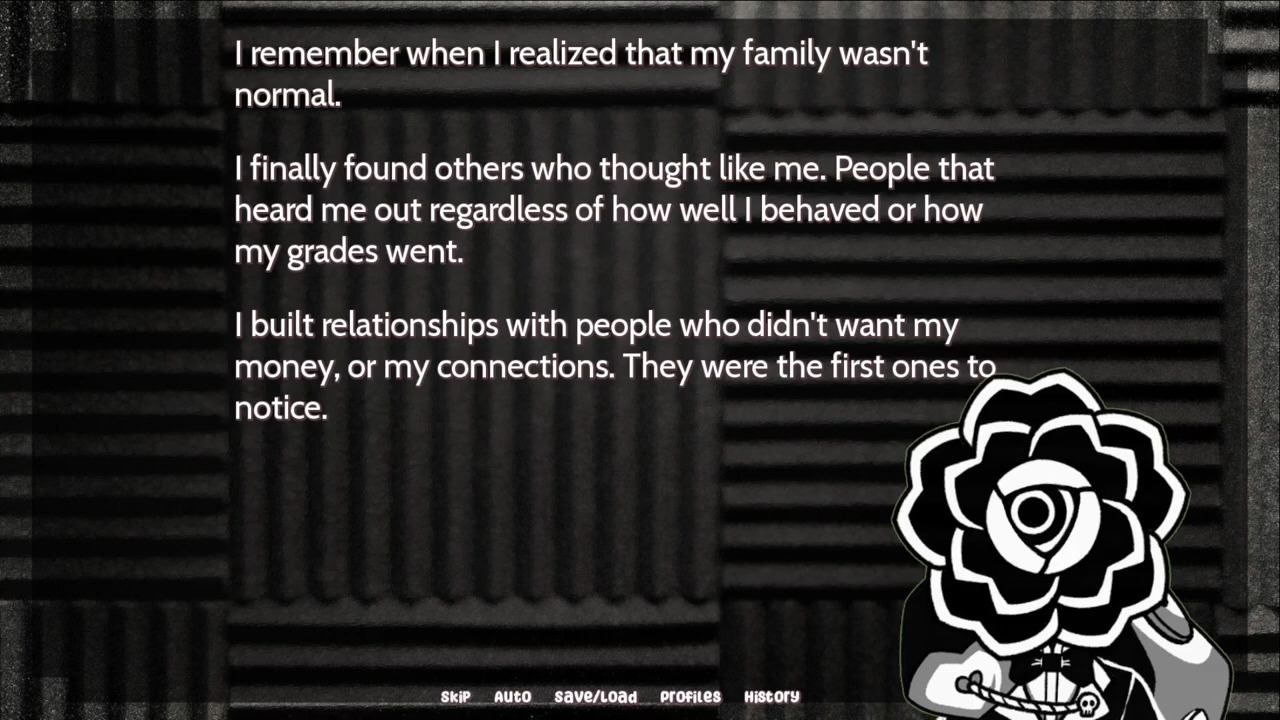 I remember when I realized that my family wasn't
normal.
I finally found others who thought like me. People that
heard me out regardless of how well I behaved or how
my grades went.
I built relationships with people who didn't want my
money, or my connections. They were the first ones to
notice.
Skip Auto Save/Load Profiles History